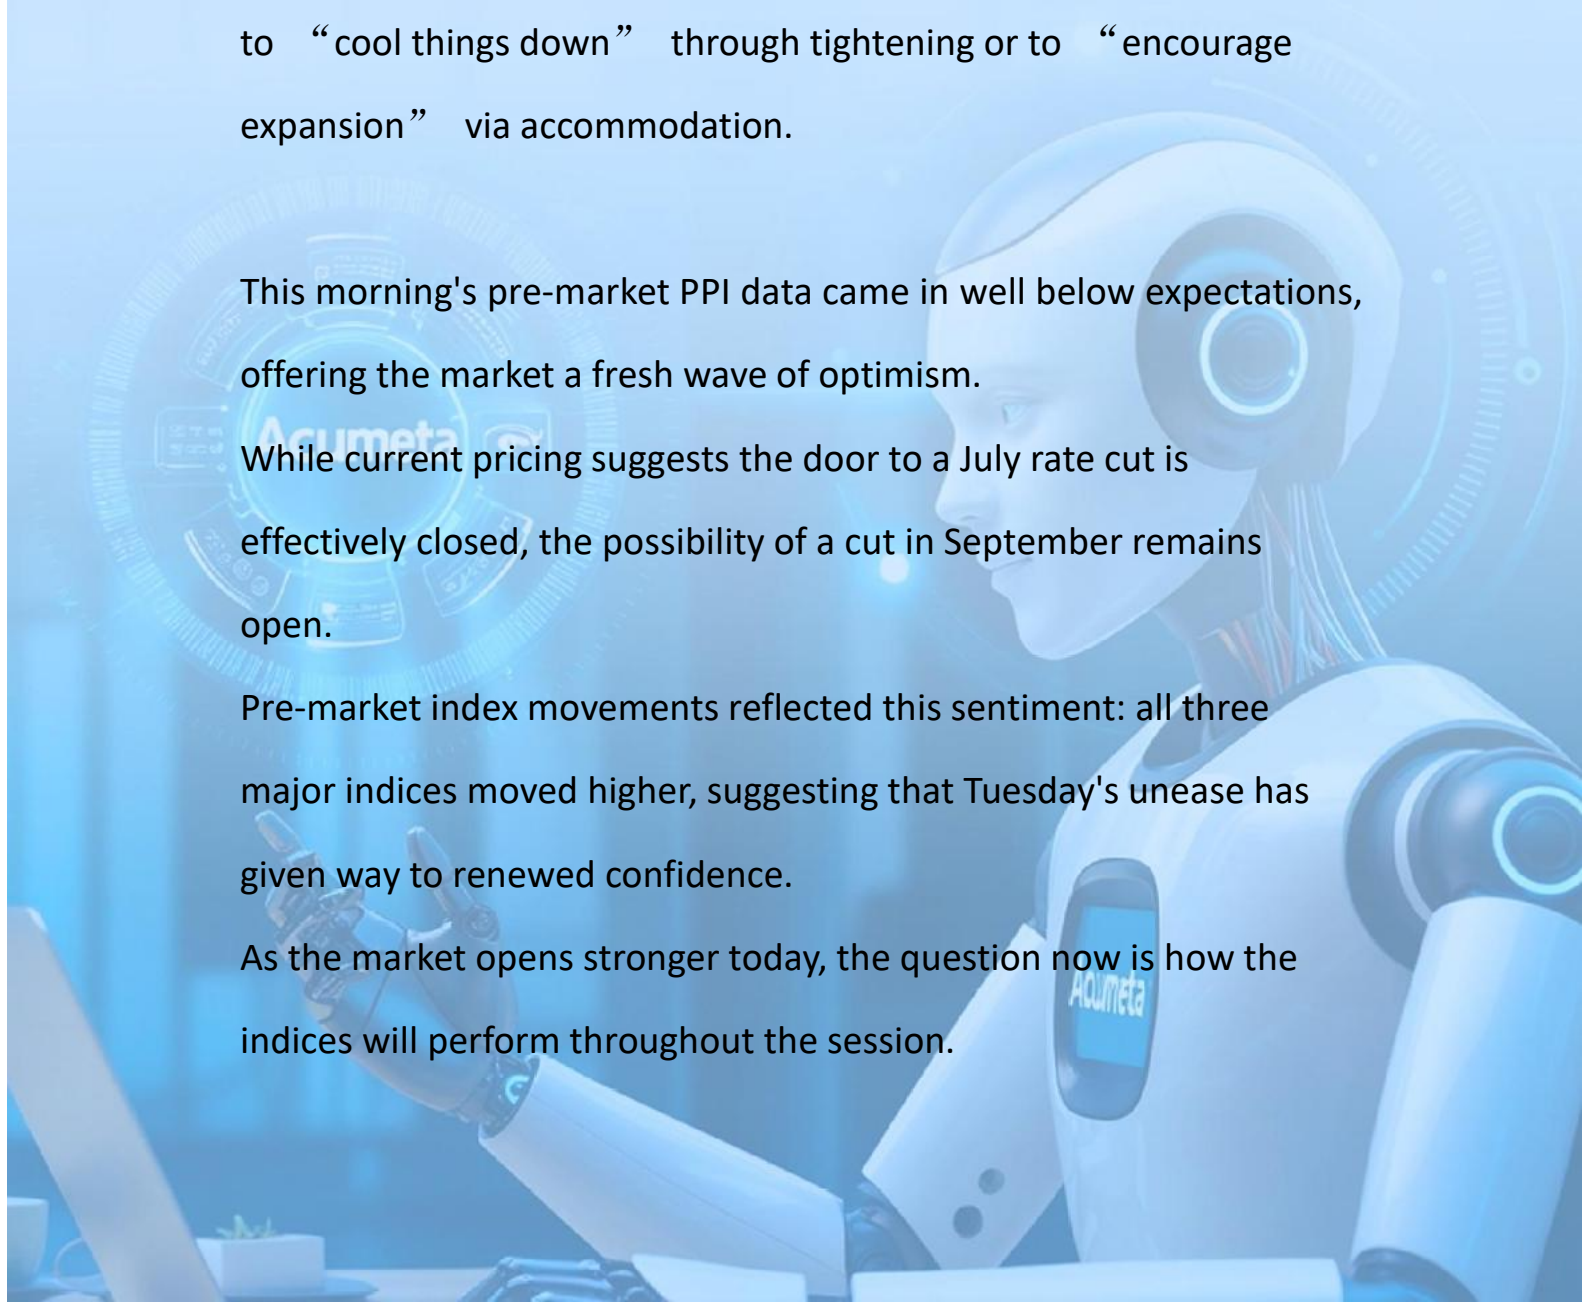 to “cool things down” through tightening or to “encourage
expansion” via accommodation.
This morning's pre-market PPI data came in well below expectations,
offering the market a fresh wave of optimism.
Acumeta
While current pricing suggests the door to a July rate cut is
effectively closed, the possibility of a cut in September remains
open.
Pre-market index movements reflected this sentiment: all three
major indices moved higher, suggesting that Tuesday's unease has
given way to renewed confidence.
As the market opens stronger today, the question now is how the
Acumeta
indices will perform throughout the session.